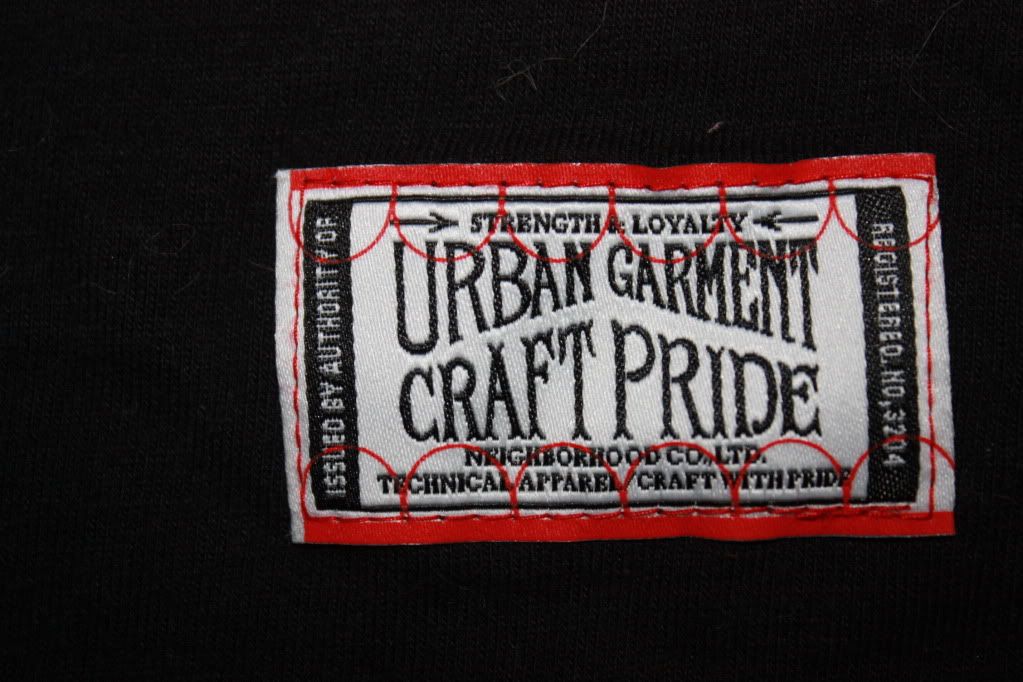 ISSUED BY AUTHORITY OF
STRENGTH & LOYALTY
URBAN GARMENT
CRAFT PRIDE
NEIGHBORHOOD CO., LTD.
TECHNICAL APPAREL / CRAFT WITH PRIDE
REGISTERED. NO. 3204